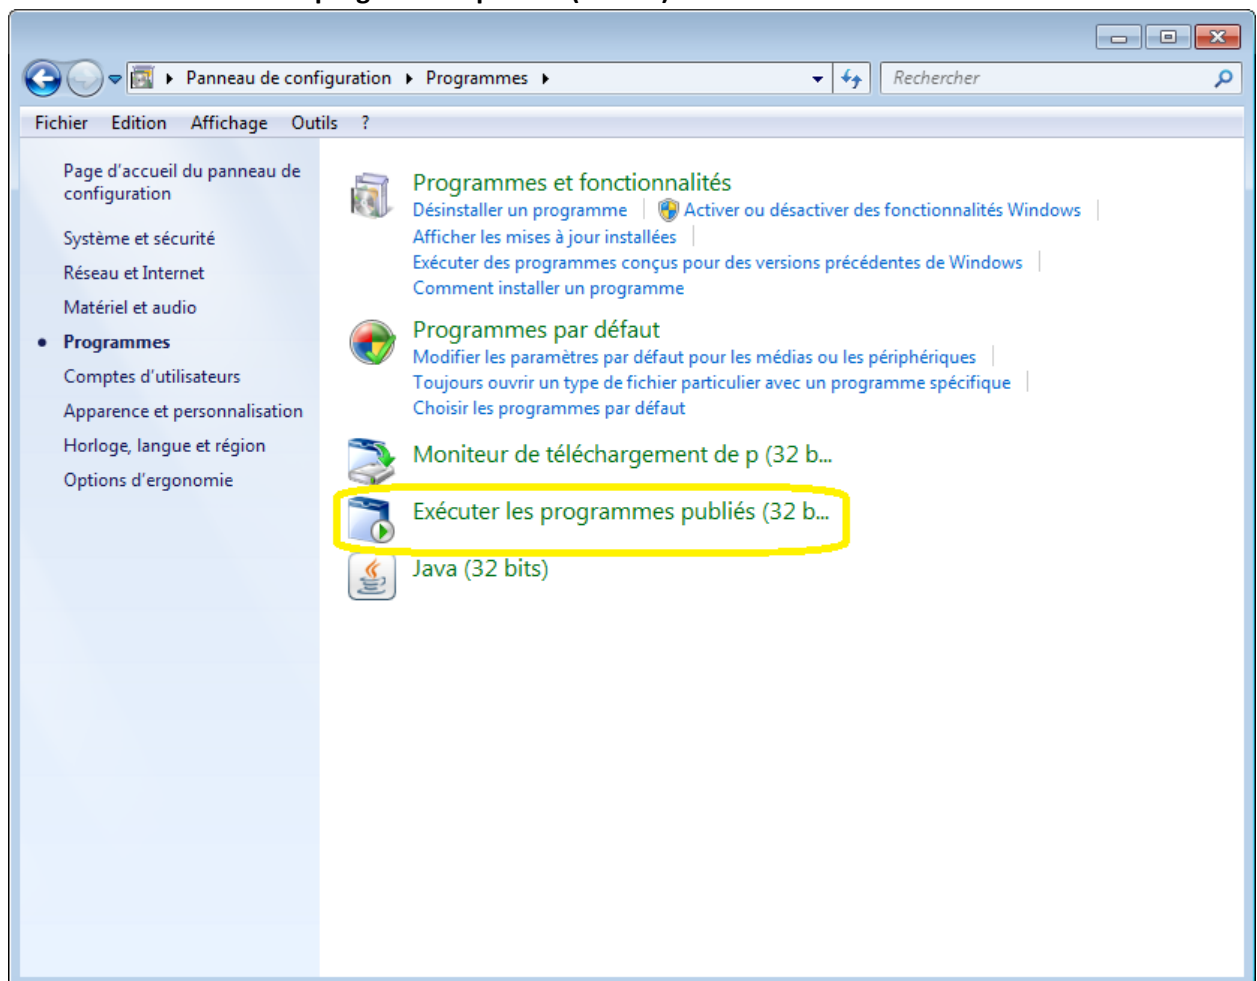 Panneau de configuration Programmes
Rechercher
Fichier Edition Affichage Outils ?
Page d'accueil du panneau de
configuration
Système et sécurité
Réseau et Internet
Matériel et audio
Programmes
Comptes d'utilisateurs
Apparence et personnalisation
Horloge, langue et région
Options d'ergonomie
Programmes et fonctionnalités
Désinstaller un programme Activer ou désactiver des fonctionnalités Windows
Afficher les mises à jour installées
Exécuter des programmes conçus pour des versions précédentes de Windows
Comment installer un programme
Programmes par défaut
Modifier les paramètres par défaut pour les médias ou les périphériques
Toujours ouvrir un type de fichier particulier avec un programme spécifique
Choisir les programmes par défaut
Moniteur de téléchargement de p (32 b...
Exécuter les programmes publiés (32 b...
Java (32 bits)